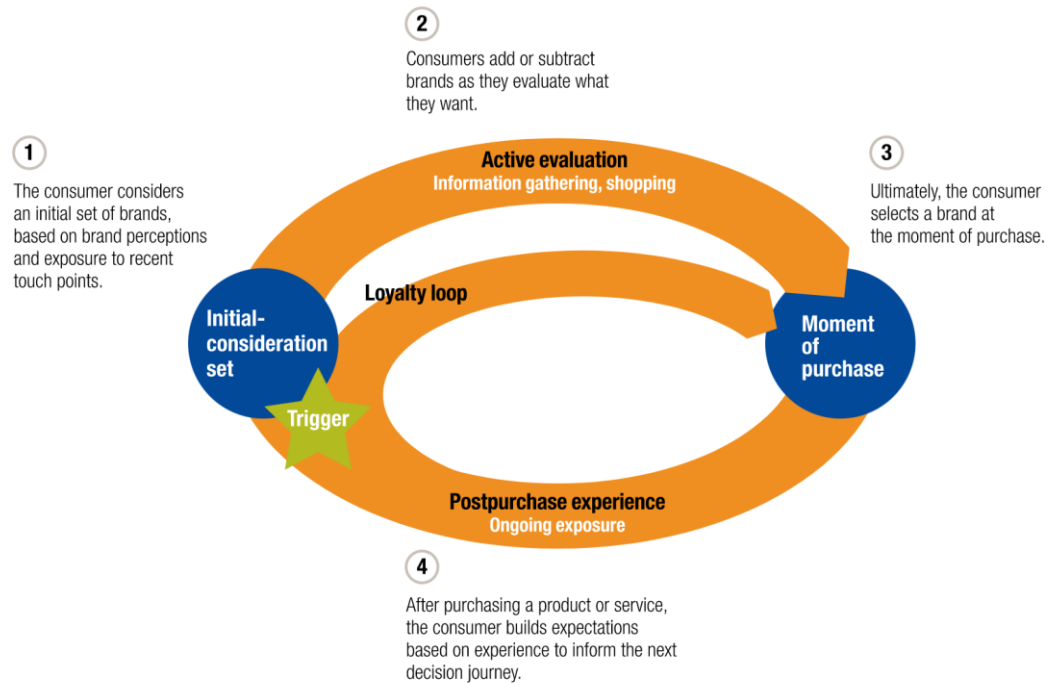 1
The consumer considers
an initial set of brands,
based on brand perceptions
and exposure to recent
touch points.
2
Consumers add or subtract
brands as they evaluate what
they want.
3
Ultimately, the consumer
selects a brand at
the moment of purchase.
Active evaluation
Information gathering, shopping
Loyalty loop
Initial-
consideration
set
Trigger
Moment
of
purchase
Postpurchase experience
Ongoing exposure
4
After purchasing a product or service,
the consumer builds expectations
based on experience to inform the next
decision journey.